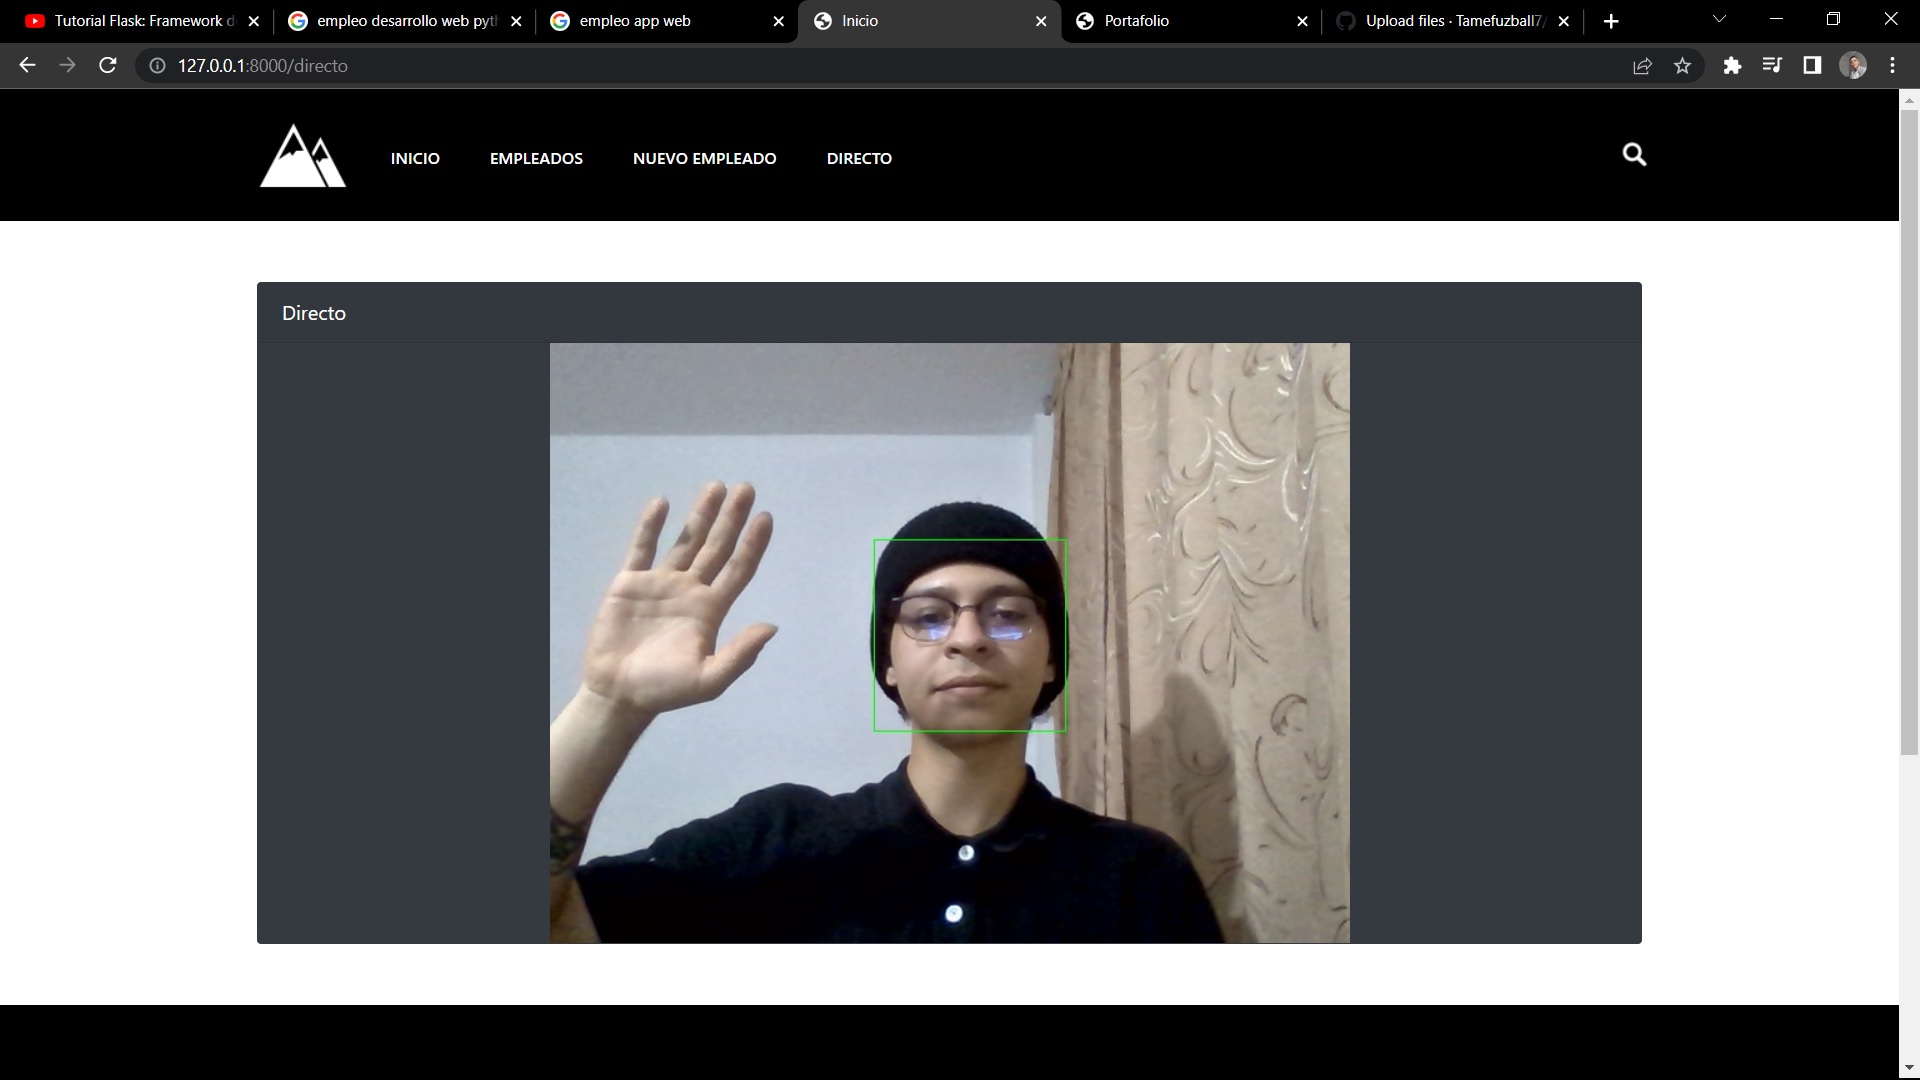 Tutorial Flask: Framework d
empleo desarrollo web pyth
empleo app web
Inicio
Portafolio
Upload files · Tamefuzball7/
127.0.0.1:8000/directo
INICIO
EMPLEADOS
NUEVO EMPLEADO
DIRECTO
Directo